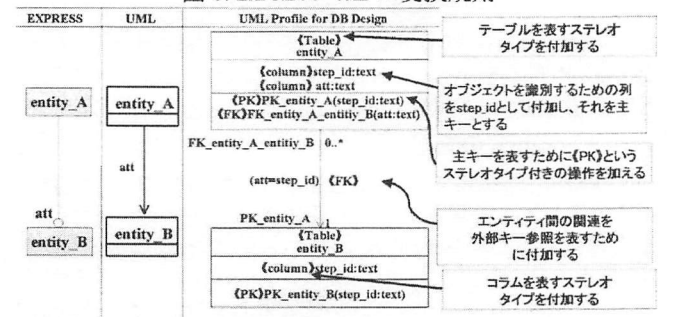 EXPRESS
UML
UML Profile for DB Design
entity_A
att
entity_B
entity_A
att
entity_B
《Table》
entity_A
《column》step_id:text
《column》att:text
《PK》PK_entity_A(step_id:text)
《FK》FK_entity_A_entitiy_B(att:text)
FK_entity_A_entitiy_B
0..*
(att=step_id) 《FK》
PK_entity_A
1
《Table》
entity_B
《column》step_id:text
《PK》PK_entity_B(step_id:text)
テーブルを表すステレオ
タイプを付加する
オブジェクトを識別するための列
をstep_idとして付加し、それを主
キーとする
主キーを表すために《PK》という
ステレオタイプ付きの操作を加える
エンティティ間の関連を
外部キー参照を表すため
に付加する
コラムを表すステレオ
タイプを付加する